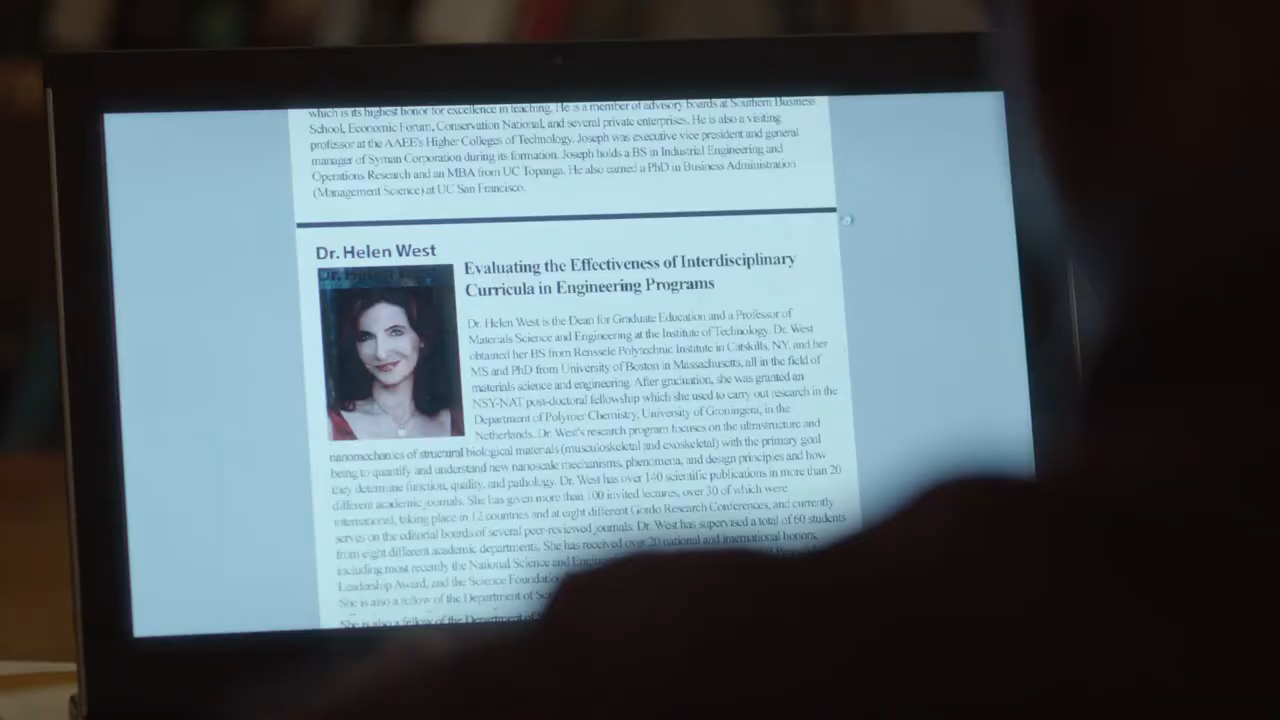 which is its highest honor for excellence in teaching. He is a member of advisory boards at Southern Business
School, Economic Forum, Conservation National, and several private enterprises. He is also a visiting
professor at the AAEE's Higher Colleges of Technology. Joseph was executive vice president and general
manager of Syman Corporation during its formation. Joseph holds a BS in Industrial Engineering and
Operations Research and an MBA from UC Topanga. He also earned a PhD in Business Administration
(Management Science) at UC San Francisco.
Dr. Helen West
Dr. Helen West
Evaluating the Effectiveness of Interdisciplinary
Curricula in Engineering Programs
Dr. Helen West is the Dean for Graduate Education and a Professor of
Materials Science and Engineering at the Institute of Technology. Dr. West
obtained her BS from Renssele Polytechnic Institute in Catskills, NY, and her
MS and PhD from University of Boston in Massachusetts, all in the field of
materials science and engineering. After graduation, she was granted an
NSY-NAT post-doctoral fellowship which she used to carry out research in the
Department of Polymer Chemistry, University of Groningera, in the
Netherlands. Dr. West's research program focuses on the ultrastructure and
nanomechanics of structural biological materials (musculoskeletal and exoskeletal) with the primary goal
being to quantify and understand new nanoscale mechanisms, phenomena, and design principles and how
they determine function, quality, and pathology. Dr. West has over 140 scientific publications in more than 20
different academic journals. She has given more than 100 invited lectures, over 30 of which were
international, taking place in 12 countries and at eight different Gordo Research Conferences, and currently
serves on the editorial boards of several peer-reviewed journals. Dr. West has supervised a total of 60 students
from eight different academic departments. She has received over 20 national and international honors,
including most recently the National Science and
Leadership Award, and the Science
She is also a fellow of the Department of
She is also a fellow of the Department of